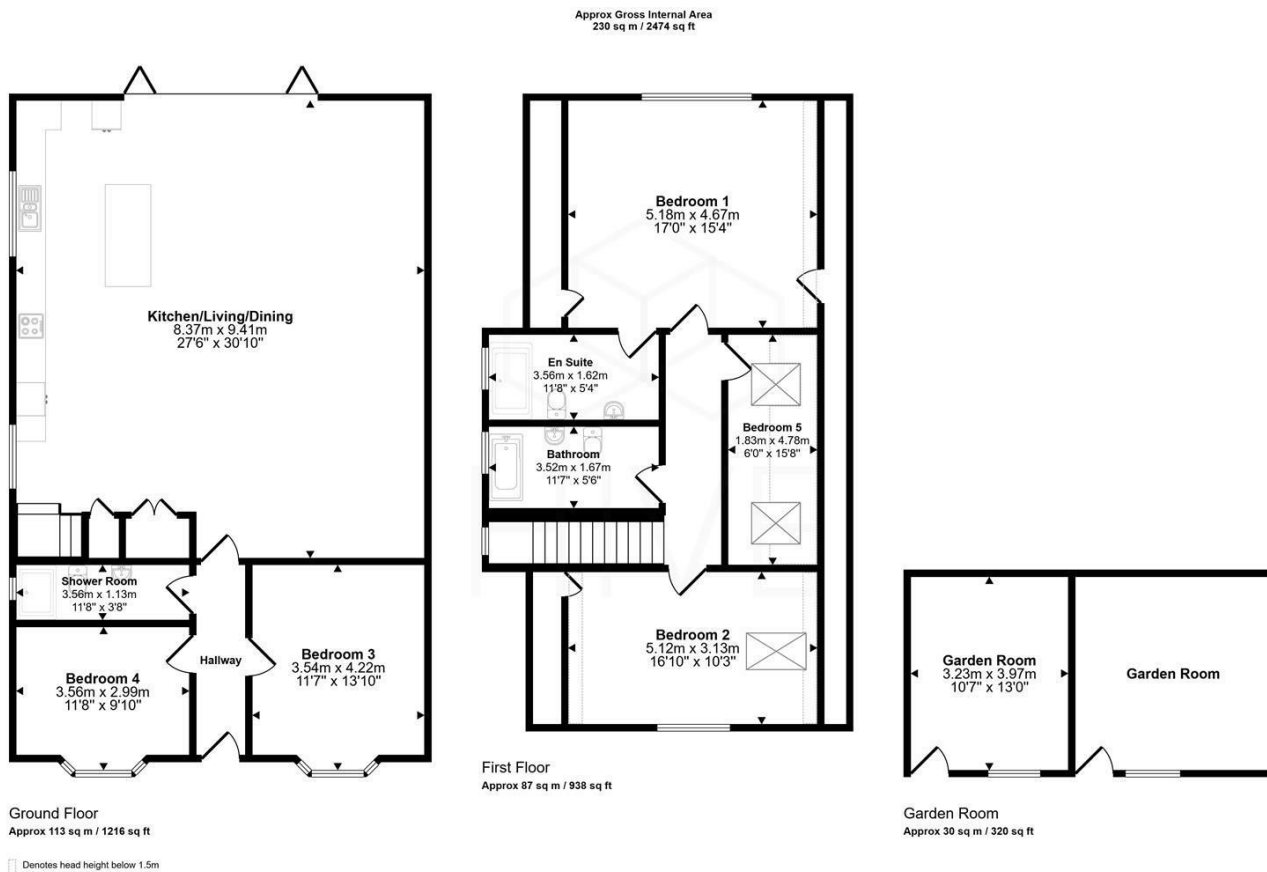 Approx Gross Internal Area
230 sq m / 2474 sq ft
Kitchen/Living/Dining
8.37m x 9.41m
27'6" x 30'10"
Shower Room
3.56m x 1.13m
11'8" x 3'8"
Bedroom 4
3.56m x 2.99m
11'8" x 9'10"
Hallway
Bedroom 3
3.54m x 4.22m
11'7" x 13'10"
Ground Floor
Approx 113 sq m / 1216 sq ft
Denotes head height below 1.5m
Bedroom 1
5.18m x 4.67m
17'0" x 15'4"
En Suite
3.56m x 1.62m
11'8" x 5'4"
Bathroom
3.52m x 1.67m
11'7" x 5'6"
Bedroom 5
1.83m x 4.78m
6'0" x 15'8"
Bedroom 2
5.12m x 3.13m
16'10" x 10'3"
First Floor
Approx 87 sq m / 938 sq ft
Garden Room
3.23m x 3.97m
10'7" x 13'0"
Garden Room
Garden Room
Approx 30 sq m / 320 sq ft